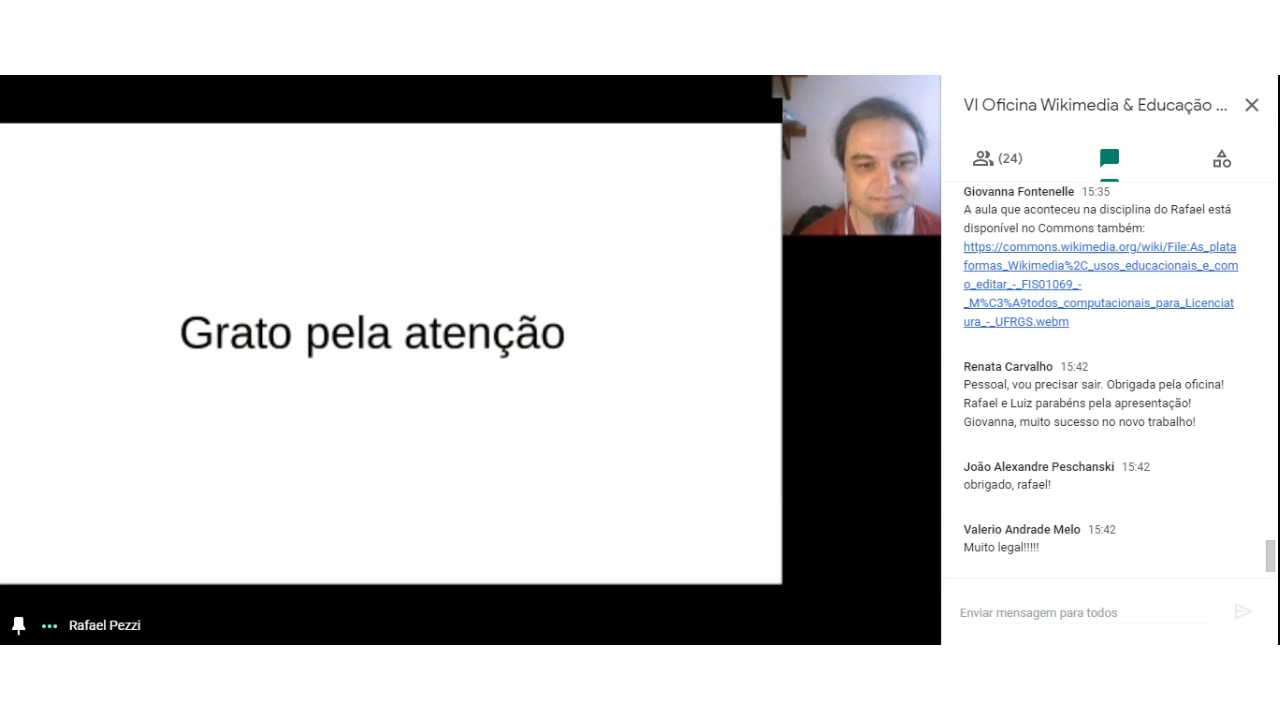 VI Oficina Wikimedia & Educação ...
(24)
Giovanna Fontenelle 15:35
A aula que aconteceu na disciplina do Rafael está
disponível no Commons também:
https://commons.wikimedia.org/wiki/File:As_plata
formas_Wikimedia%2C_usos_educacionais_e_com
o_editar_-_FIS01069_-
_M%C3%A9todos_computacionais_para_Licenciat
ura_-_UFRGS.webm
Grato pela atenção
Renata Carvalho 15:42
Pessoal, vou precisar sair. Obrigada pela oficina!
Rafael e Luiz parabéns pela apresentação!
Giovanna, muito sucesso no novo trabalho!
João Alexandre Peschanski 15:42
obrigado, rafael!
Valerio Andrade Melo 15:42
Muito legal!!!!!
Enviar mensagem para todos
Rafael Pezzi